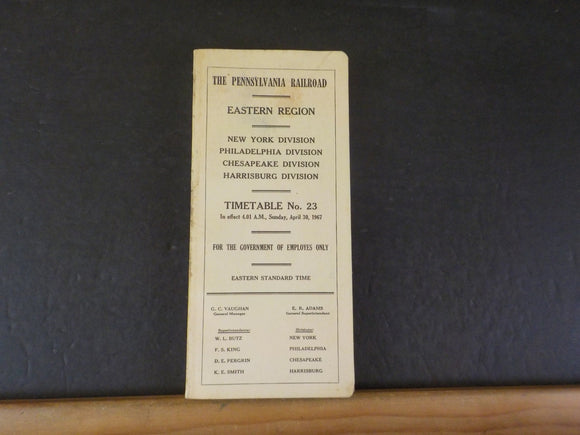 THE PENNSYLVANIA RAILROAD
EASTERN REGION
NEW YORK DIVISION
PHILADELPHIA DIVISION
CHESAPEAKE DIVISION
HARRISBURG DIVISION
TIMETABLE No. 23
In effect 4.01 A.M., Sunday, April 30, 1967
FOR THE GOVERNMENT OF EMPLOYES ONLY
EASTERN STANDARD TIME
G. C. VAUGHAN E. R. ADAMS
General Manager General Superintendent
Superintendents: Divisions:
W. L. BUTZ NEW YORK
F. S. KING PHILADELPHIA
D. E. PERGRIN CHESAPEAKE
K. E. SMITH HARRISBURG